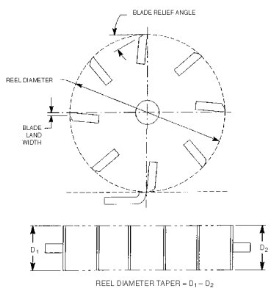 BLADE RELIEF ANGLE
REEL DIAMETER
BLADE
LAND
WIDTH
D1
D2
REEL DIAMETER TAPER = D1 – D2